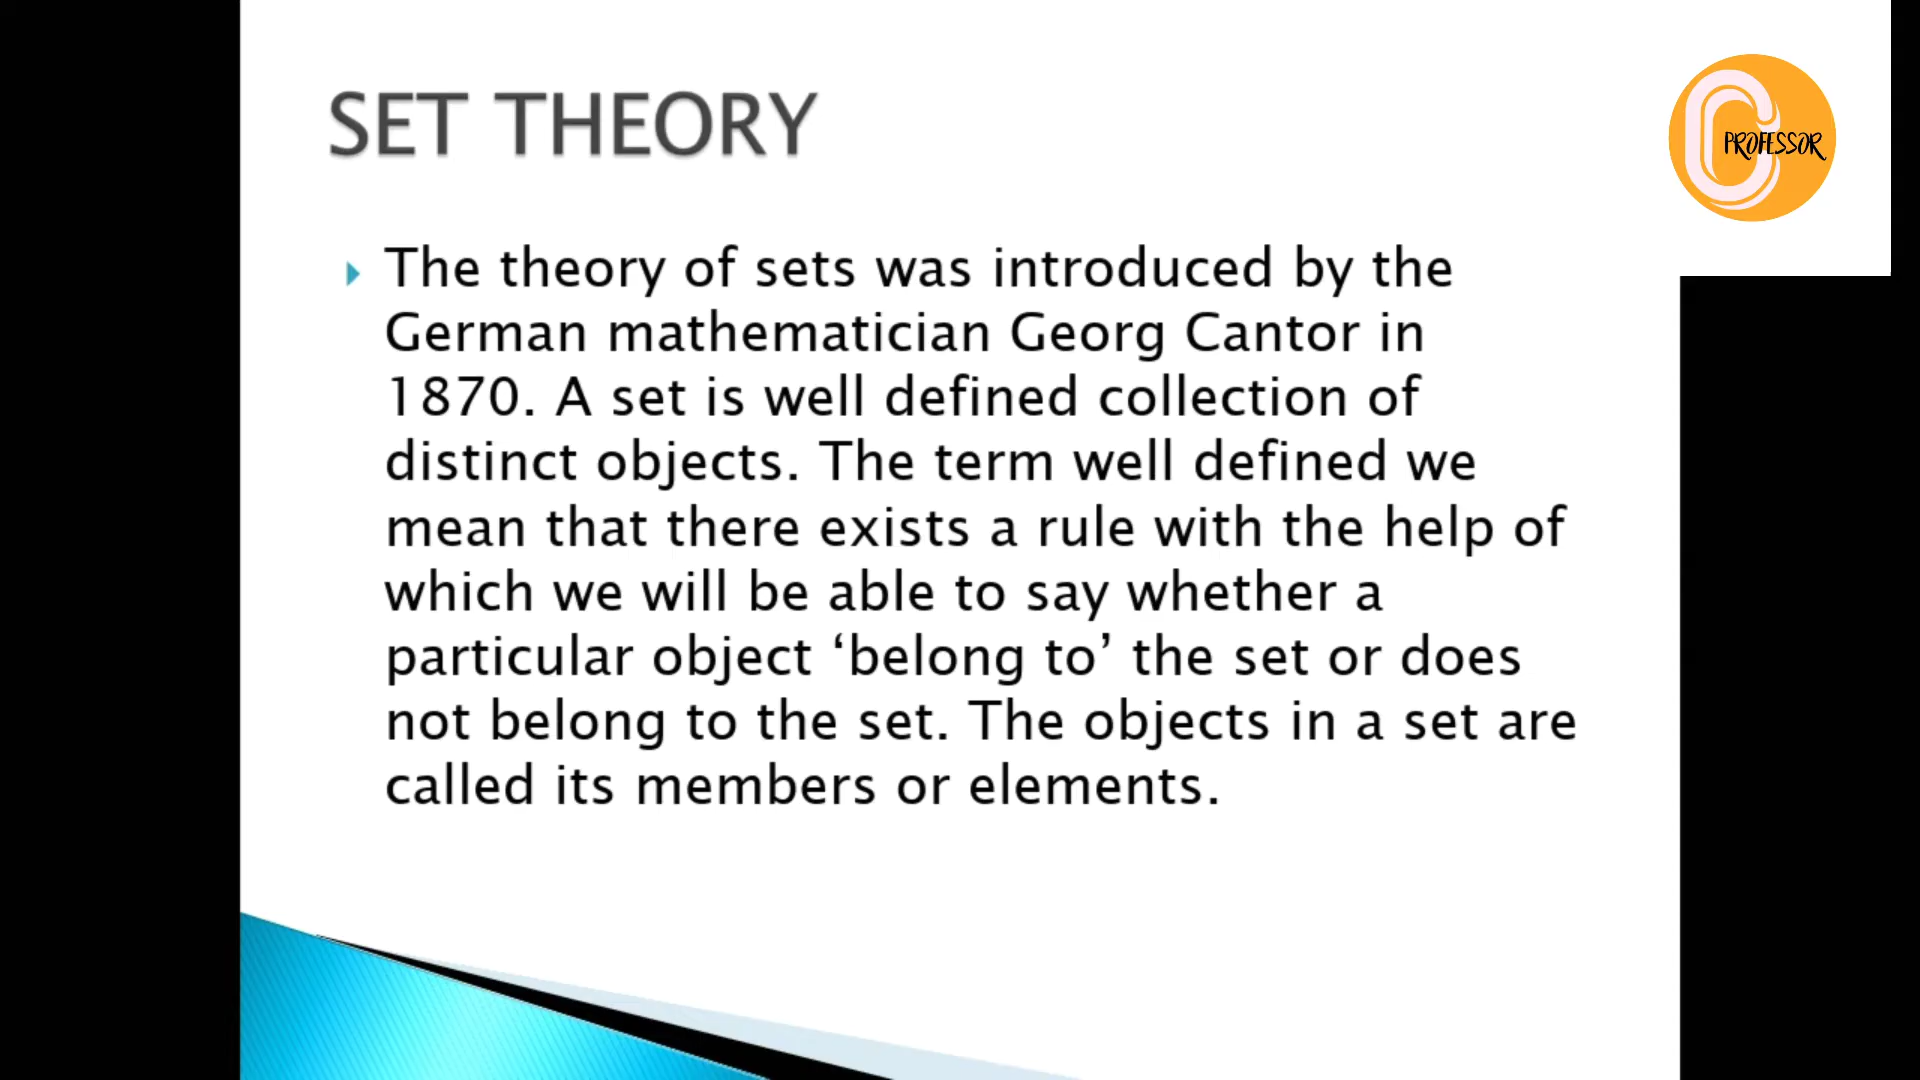 SET THEORY
PROFESSOR
The theory of sets was introduced by the
German mathematician Georg Cantor in
1870. A set is well defined collection of
distinct objects. The term well defined we
mean that there exists a rule with the help of
which we will be able to say whether a
particular object ‘belong to’ the set or does
not belong to the set. The objects in a set are
called its members or elements.